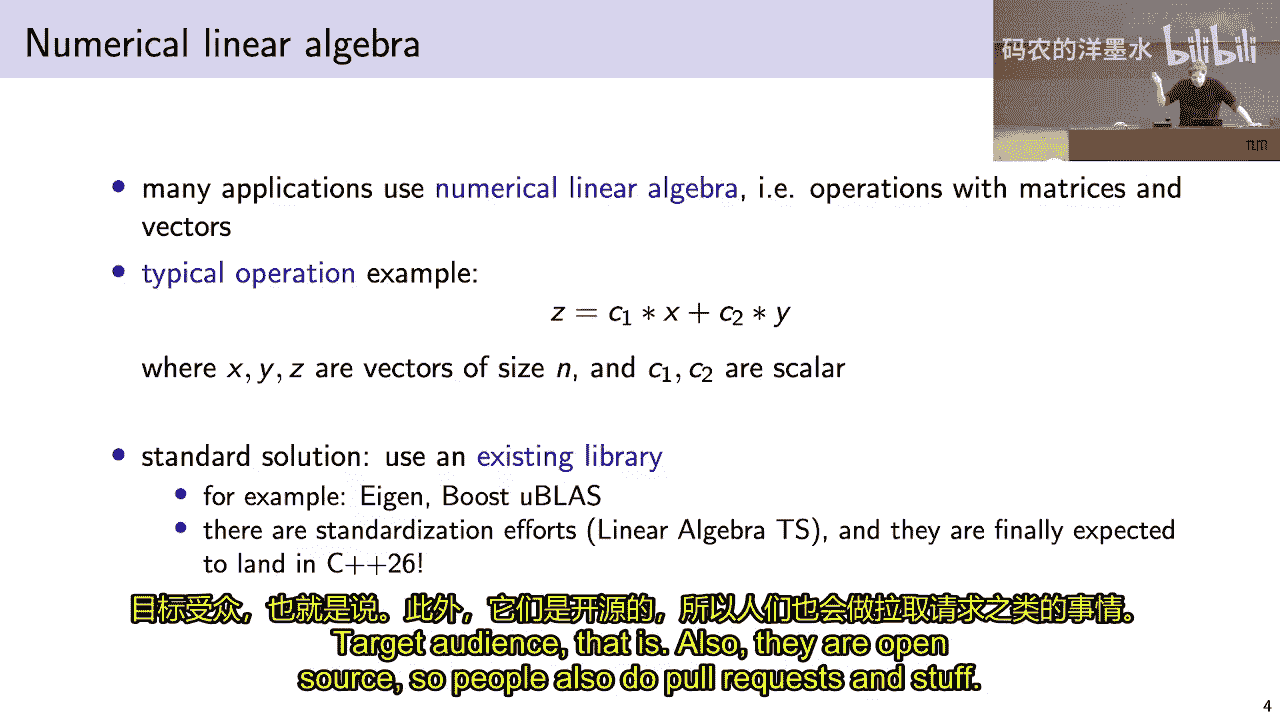 Numerical linear algebra
码农的洋墨水 bilibili
• many applications use numerical linear algebra, i.e. operations with matrices and
vectors
• typical operation example:
z = c₁ ∗ x + c₂ ∗ y
where x, y, z are vectors of size n, and c₁, c₂ are scalar
• standard solution: use an existing library
• for example: Eigen, Boost uBLAS
• there are standardization efforts (Linear Algebra TS), and they are finally expected
to land in C++26!
目标受众，也就是说。此外，它们是开源的，所以人们也会做拉取请求之类的事情。
Target audience, that is. Also, they are open
source, so people also do pull requests and stuff.
4